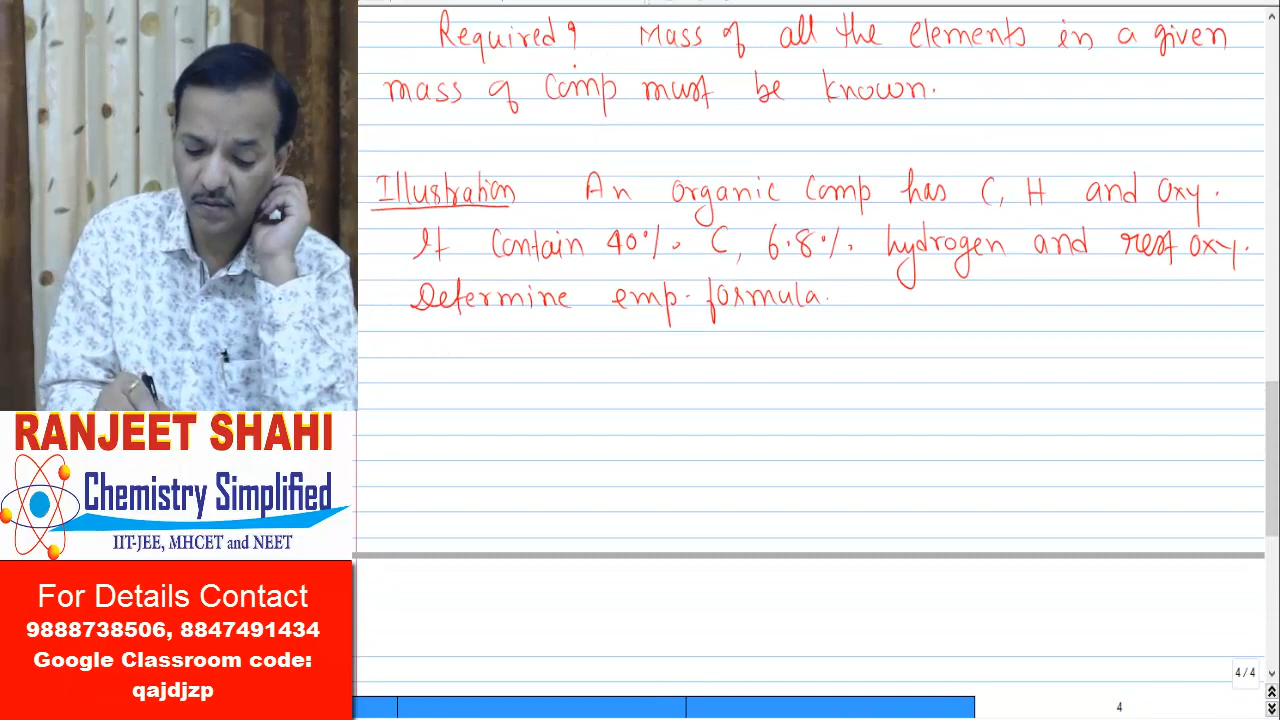 Required? Mass of all the elements in a given
mass of Comp must be known.
Illustration An organic Comp has C, H and Oxy.
It Contain 40% C, 6.8% hydrogen and rest oxy.
Determine emp. formula.
RANJEET SHAHI
Chemistry Simplified
IIT-JEE, MHCET and NEET
For Details Contact
9888738506, 8847491434
Google Classroom code:
qajdjzp
4/4
4